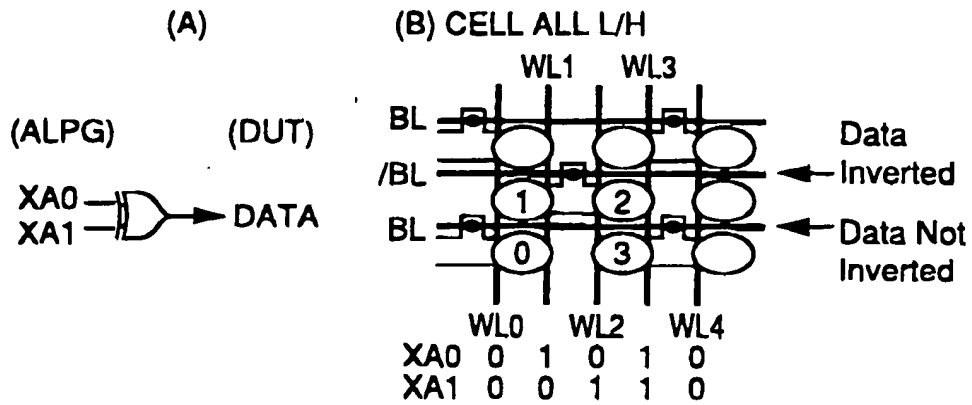 (A)
(B) CELL ALL L/H
WL1 WL3
(ALPG) (DUT)
BL
Data
Inverted
/BL
XA0
XA1
DATA
1 2
BL
Data Not
Inverted
0 3
WL0 WL2 WL4
XA0 0 1 0 1 0
XA1 0 0 1 1 0